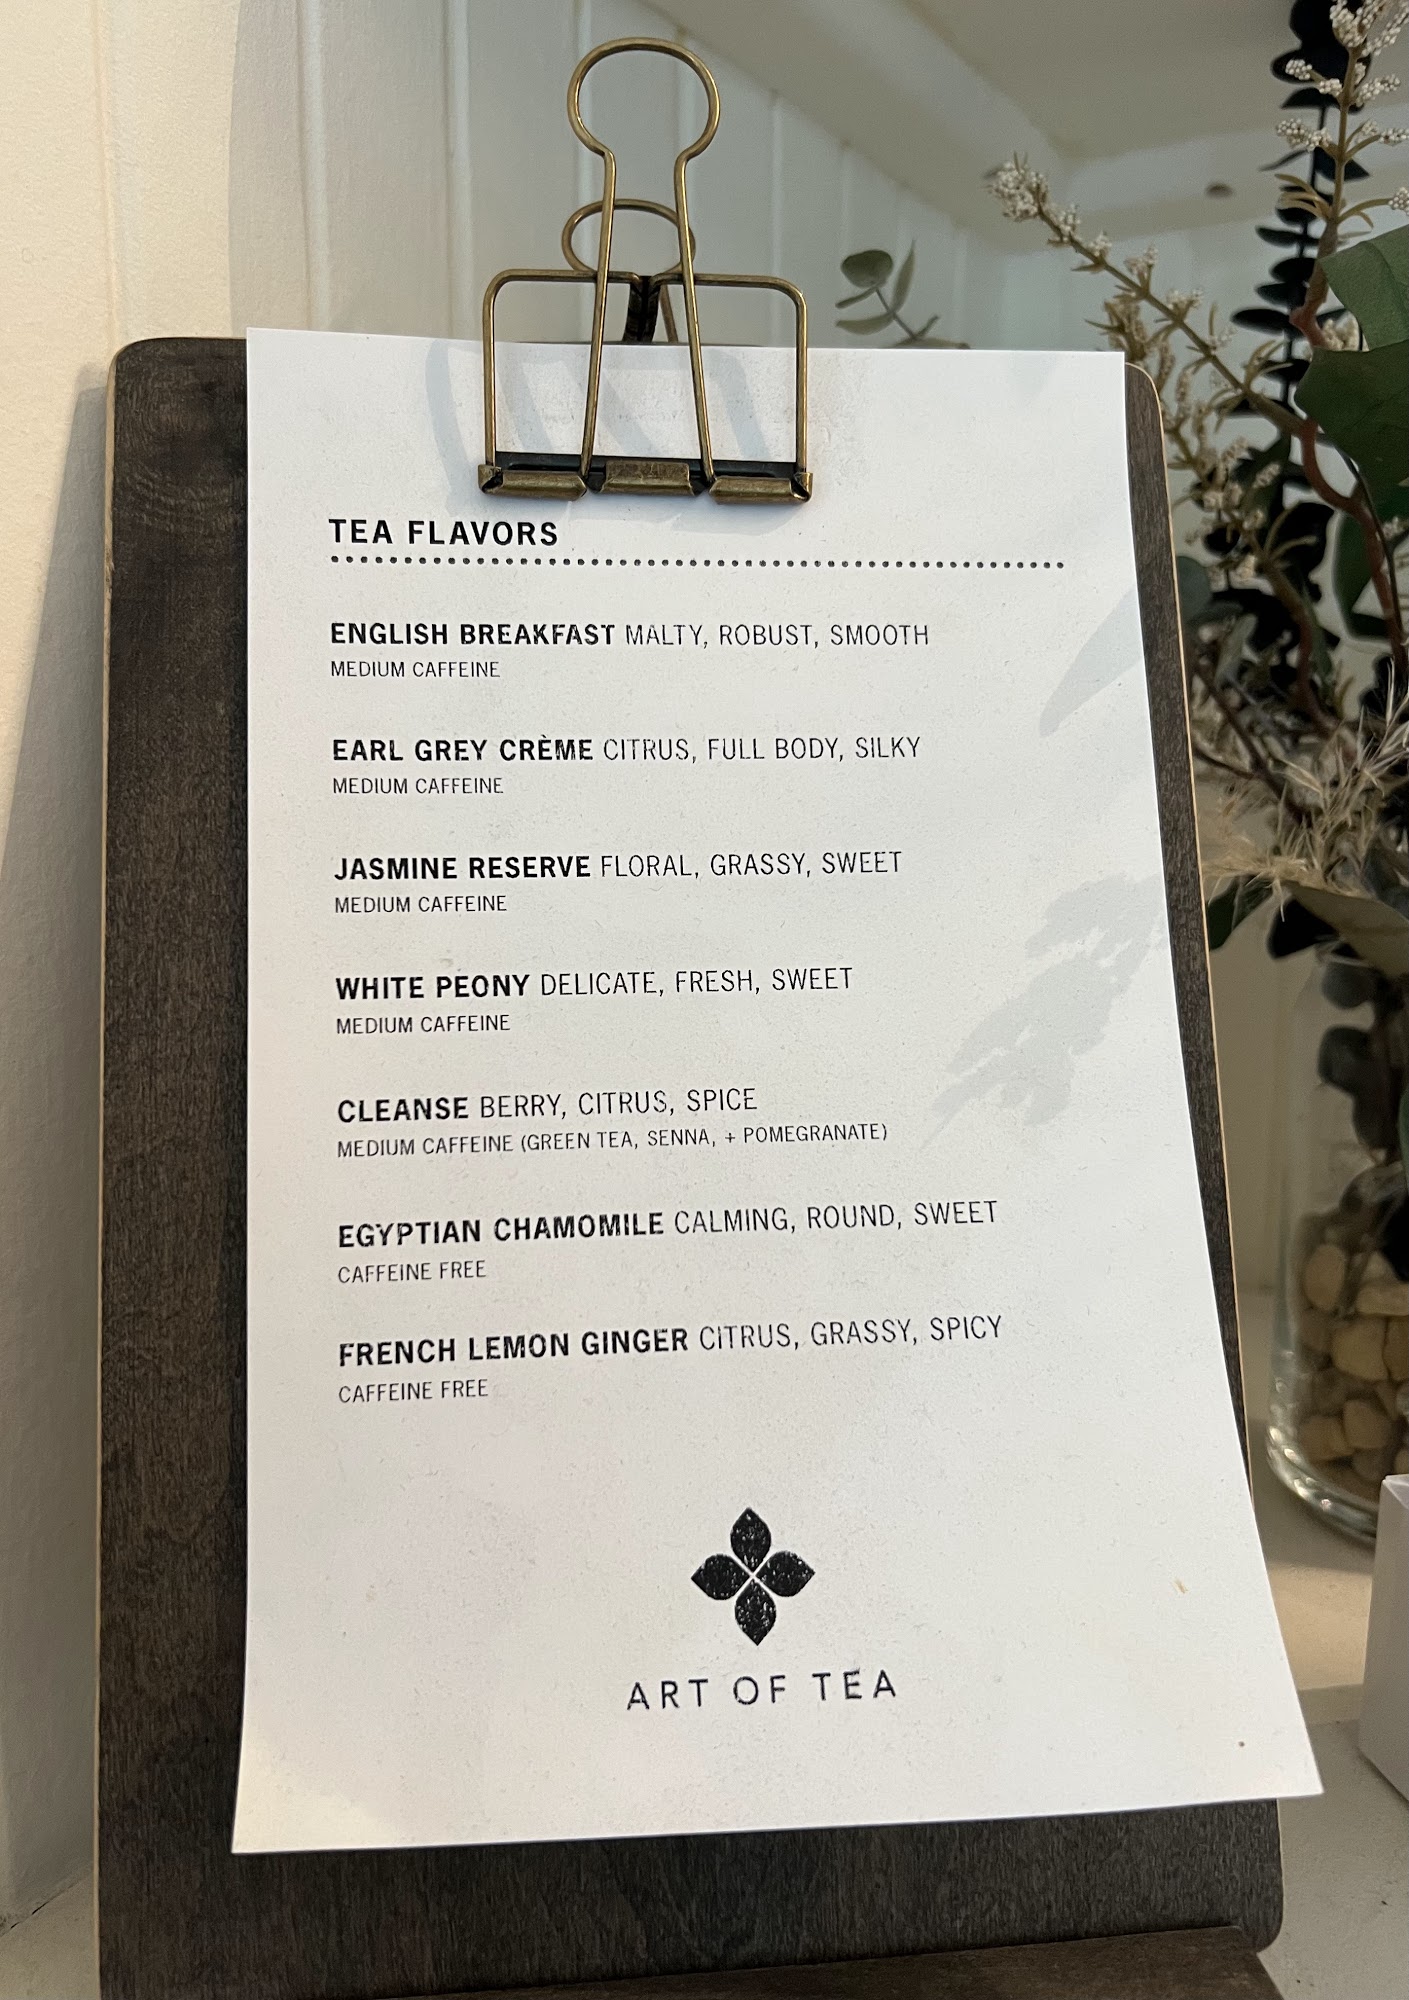 TEA FLAVORS
ENGLISH BREAKFAST MALTY, ROBUST, SMOOTH
MEDIUM CAFFEINE
EARL GREY CRÈME CITRUS, FULL BODY, SILKY
MEDIUM CAFFEINE
JASMINE RESERVE FLORAL, GRASSY, SWEET
MEDIUM CAFFEINE
WHITE PEONY DELICATE, FRESH, SWEET
MEDIUM CAFFEINE
CLEANSE BERRY, CITRUS, SPICE
MEDIUM CAFFEINE (GREEN TEA, SENNA, + POMEGRANATE)
EGYPTIAN CHAMOMILE CALMING, ROUND, SWEET
CAFFEINE FREE
FRENCH LEMON GINGER CITRUS, GRASSY, SPICY
CAFFEINE FREE
ART OF TEA